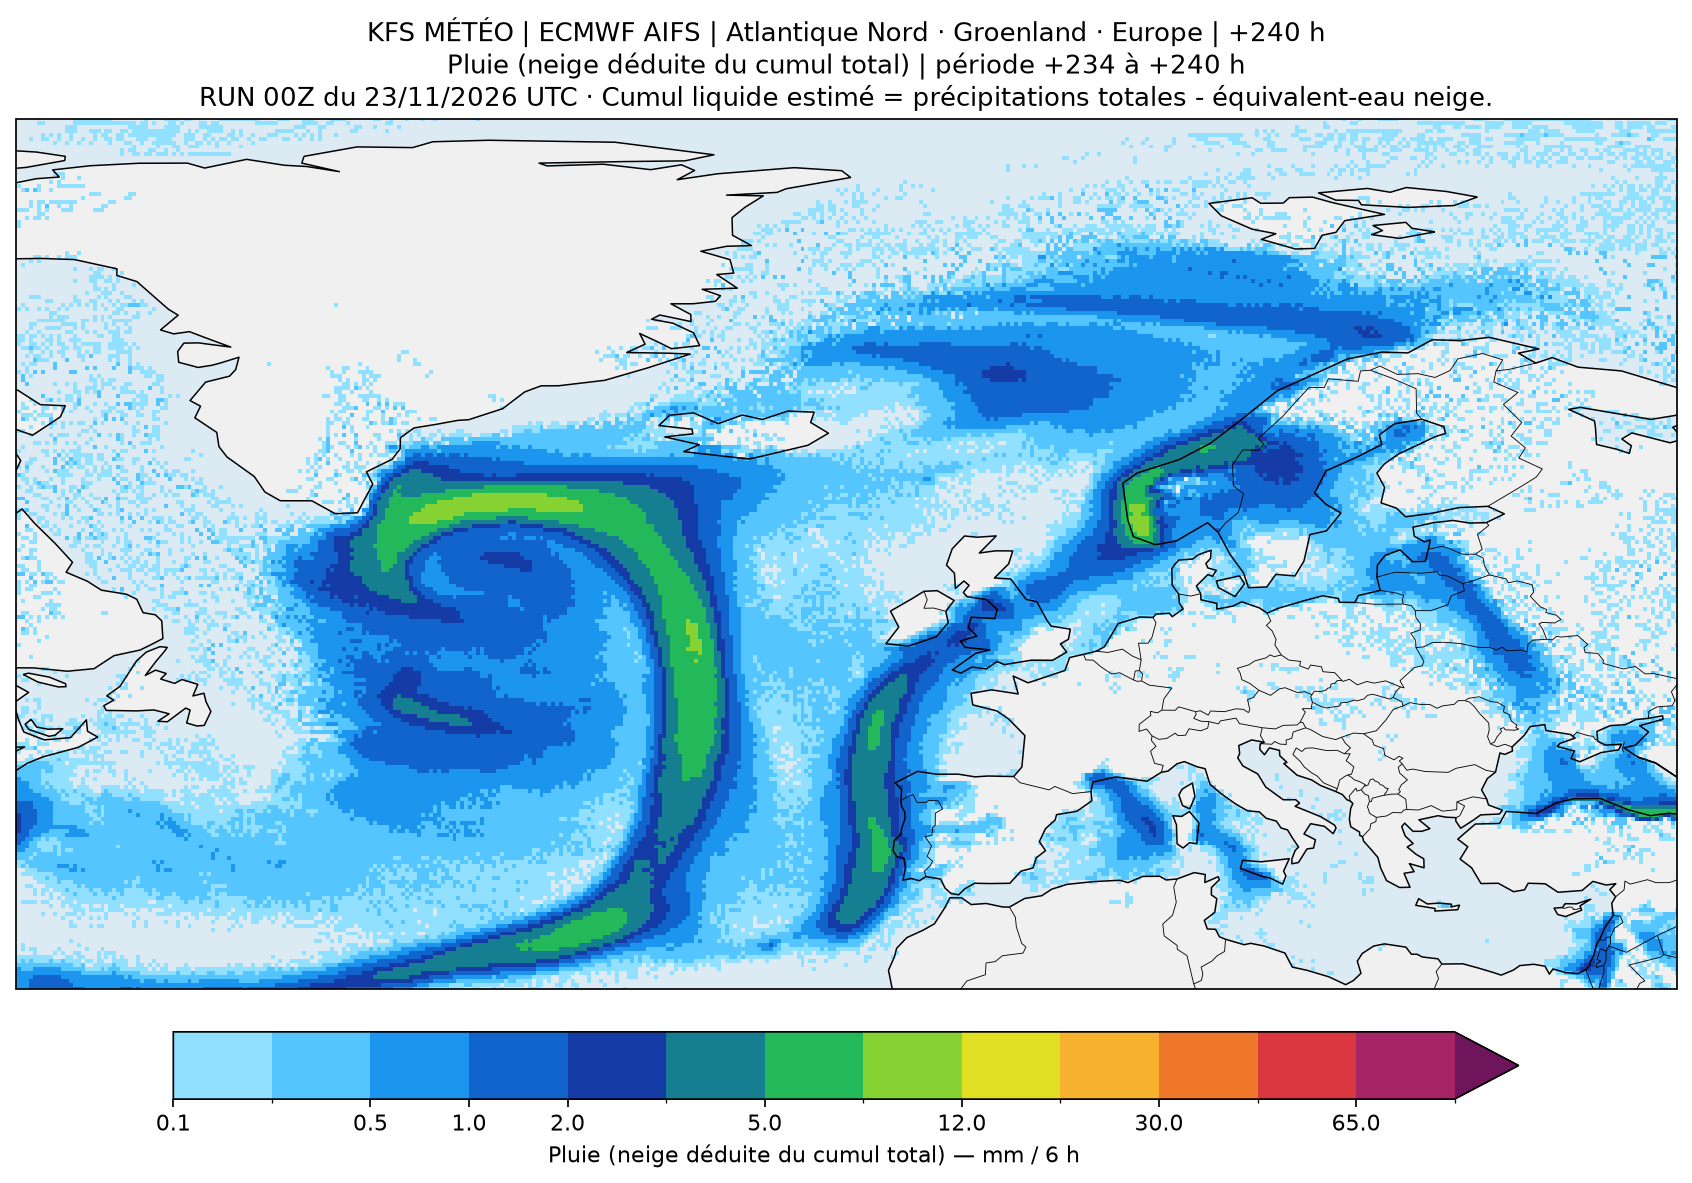 KFS MÉTÉO | ECMWF AIFS | Atlantique Nord · Groenland · Europe | +240 h
Pluie (neige déduite du cumul total) | période +234 à +240 h
RUN 00Z du 23/11/2026 UTC · Cumul liquide estimé = précipitations totales - équivalent-eau neige.
0.1 0.5 1.0 2.0 5.0 12.0 30.0 65.0
Pluie (neige déduite du cumul total) — mm / 6 h